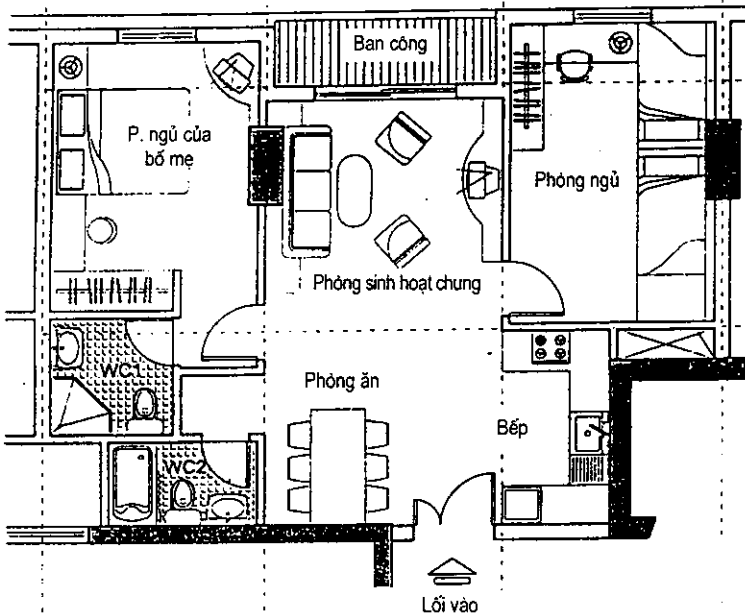 Ban công
P. ngủ của
bố mẹ
Phòng ngủ
Phòng sinh hoạt chung
WC1
Phòng ăn
Bếp
WC2
Lối vào